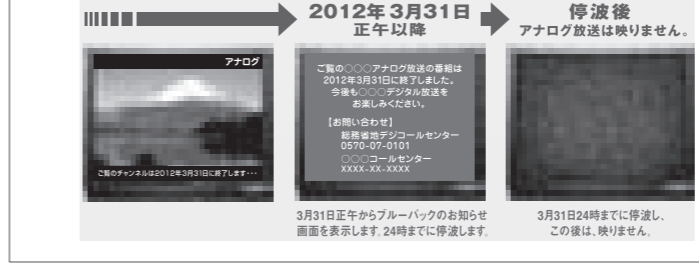 2012年3月31日
正午以降
停波後
アナログ放送は映りません。
アナログ
ご覧のチャンネルは2012年3月31日に終了します・・・
ご覧の○○○アナログ放送の番組は
2012年3月31日に終了しました。
今後も○○○デジタル放送を
お楽しみください。
【お問い合わせ】
総務省地デジコールセンター
0570-07-0101
○○○コールセンター
XXXX-XX-XXXX
3月31日正午からブルーバックのお知らせ
画面を表示します。24時までに停波します。
3月31日24時までに停波し、
この後は、映りません。